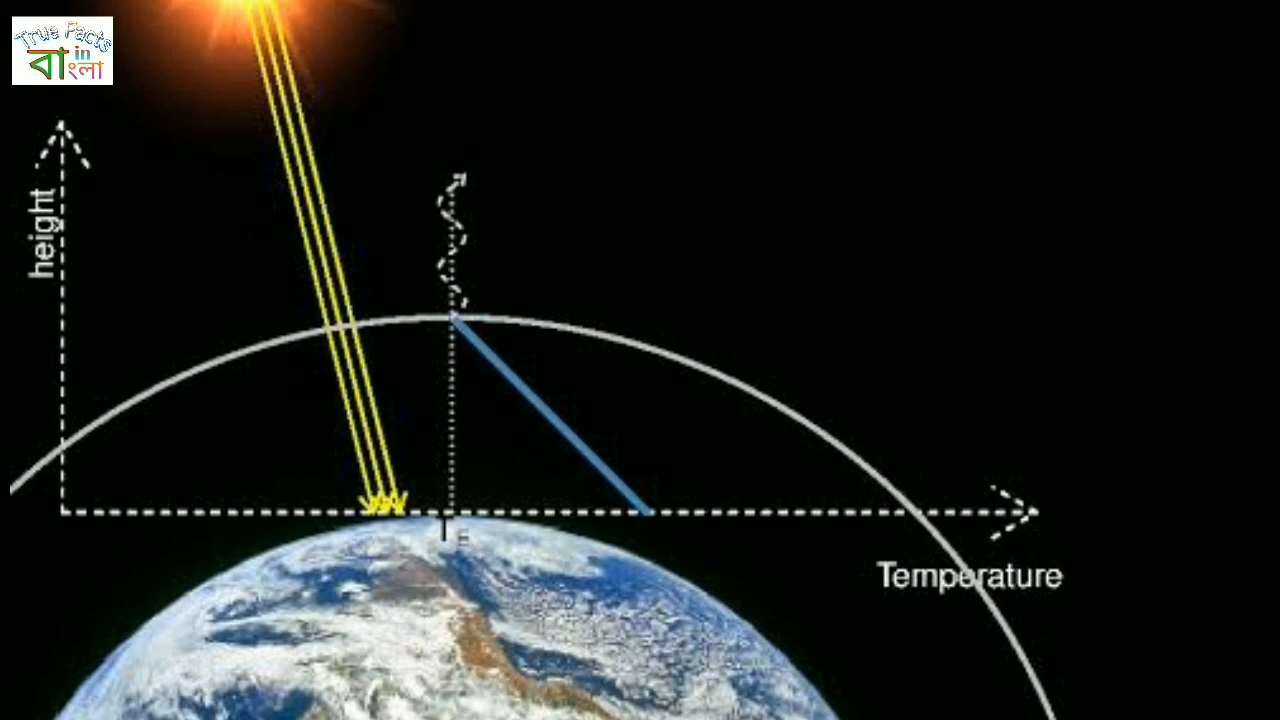 True Facts
in
বাংলা
height
T E
Temperature